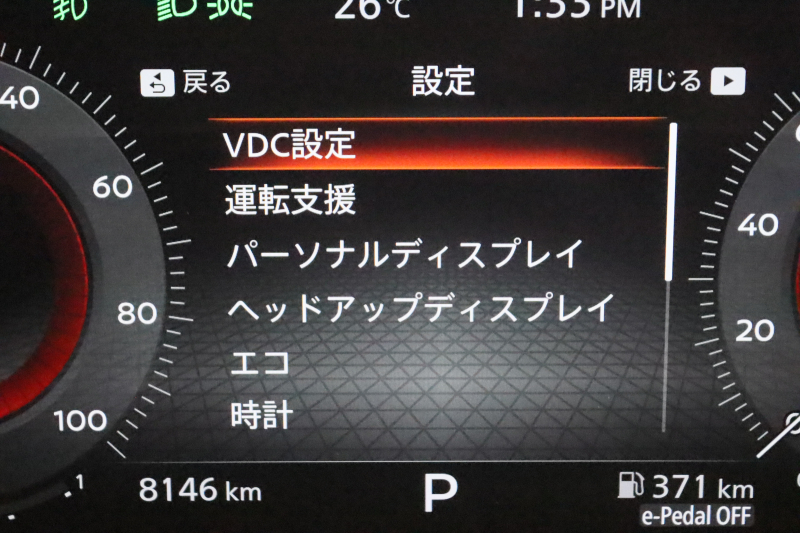 26℃ 1:33 PM
戻る 設定 閉じる
VDC設定
運転支援
パーソナルディスプレイ
ヘッドアップディスプレイ
エコ
時計
40
60
80
100
40
20
8146 km P 371 km
e-Pedal OFF